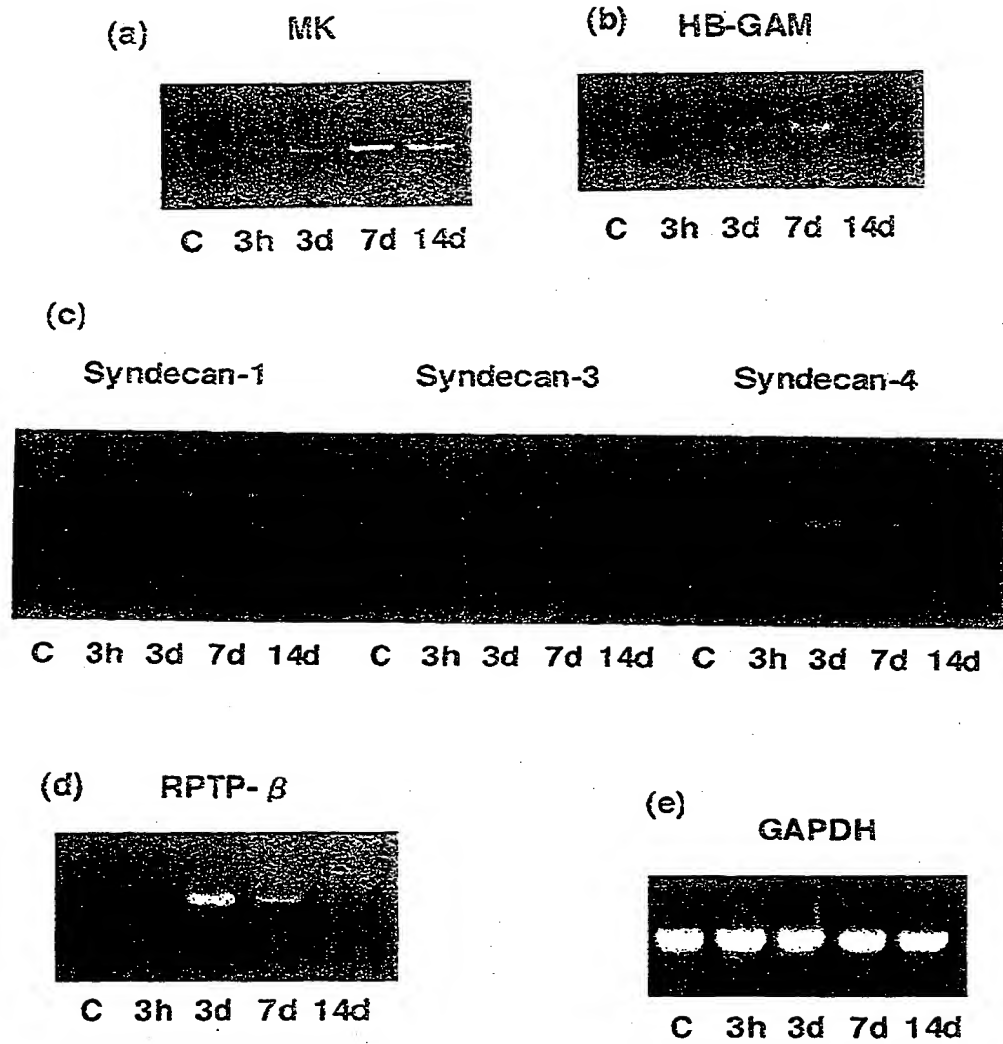 (a) MK
(b) HB-GAM
C 3h 3d 7d 14d
C 3h 3d 7d 14d
(c)
Syndecan-1 Syndecan-3 Syndecan-4
C 3h 3d 7d 14d C 3h 3d 7d 14d C 3h 3d 7d 14d
(d) RPTP-β
(e) GAPDH
C 3h 3d 7d 14d
C 3h 3d 7d 14d